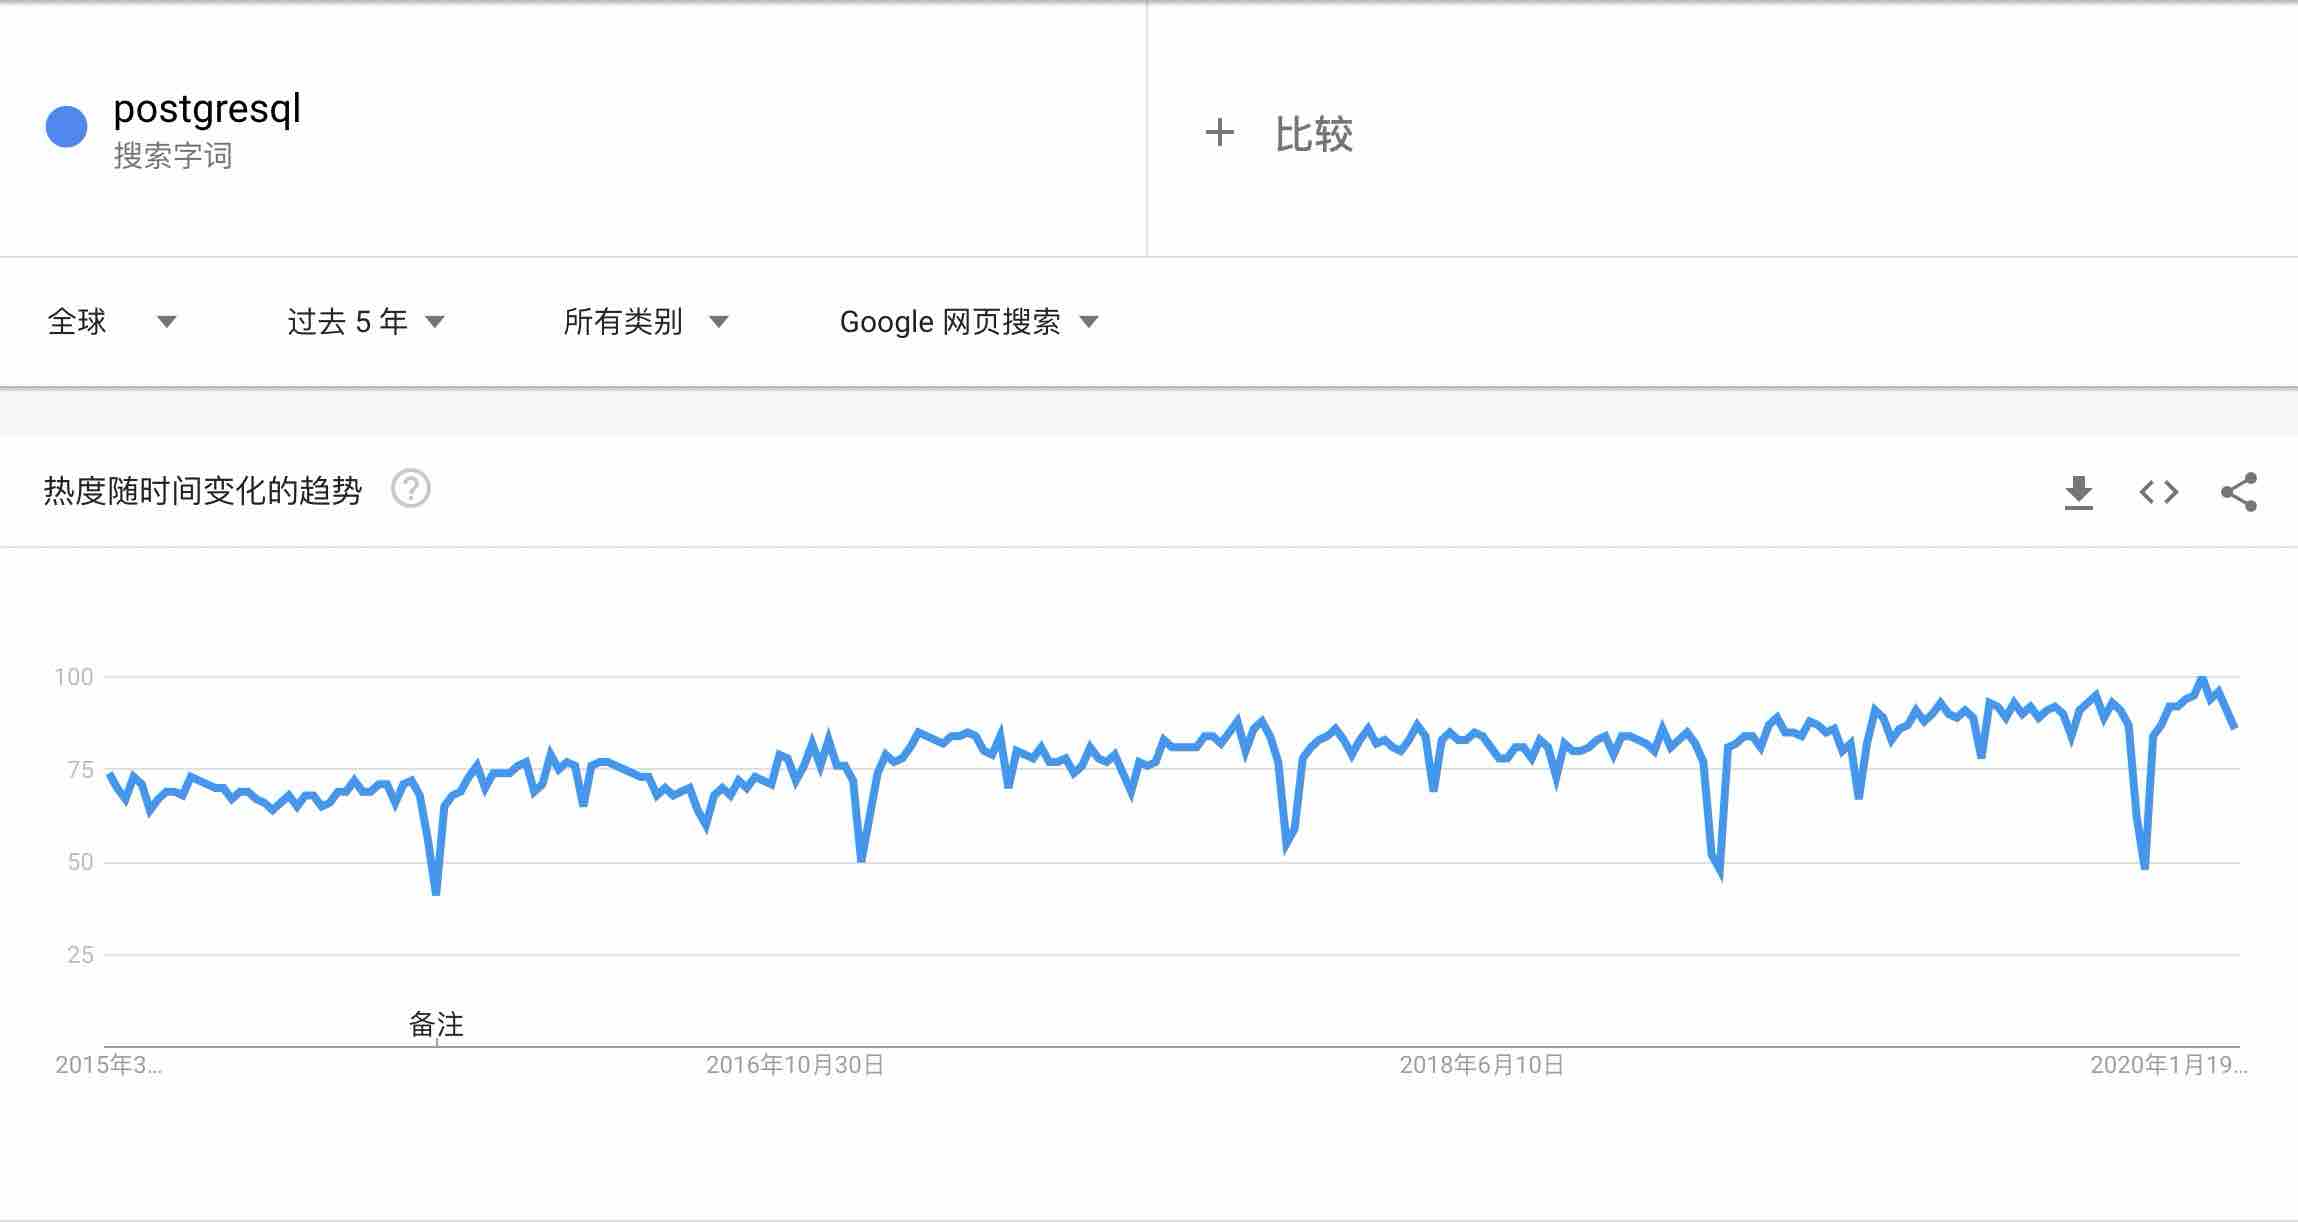 postgresql
搜索字词
+ 比较
全球
过去 5 年
所有类别
Google 网页搜索
热度随时间变化的趋势
100
75
50
25
备注
2015年3...
2016年10月30日
2018年6月10日
2020年1月19...